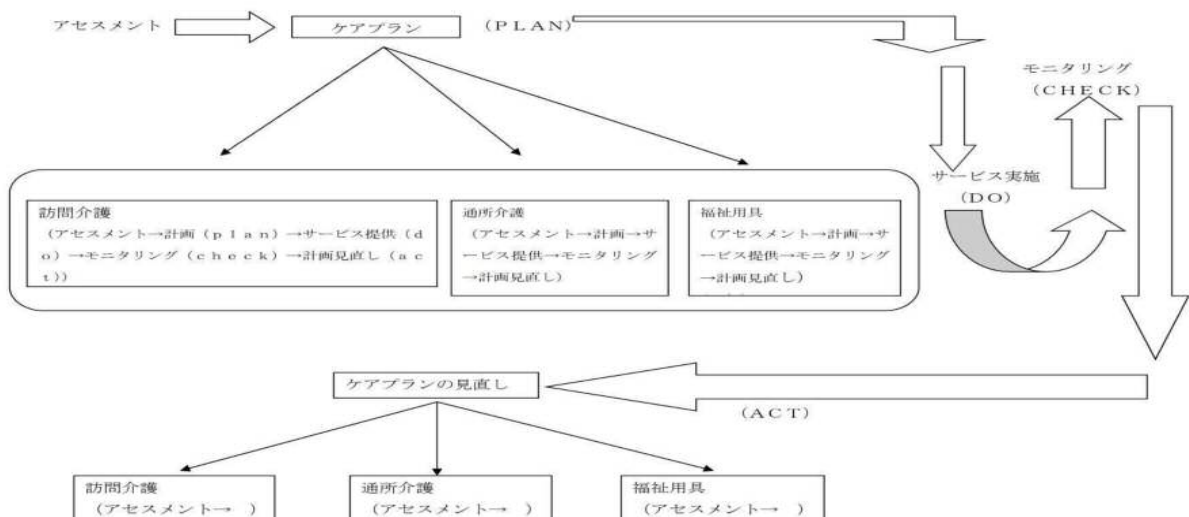 アセスメント
ケアプラン
(PLAN)
モニタリング
(CHECK)
サービス実施
(DO)
訪問介護
(アセスメント→計画(plan)→サービス提供(d
o)→モニタリング(check)→計画見直し(ac
t))
通所介護
(アセスメント→計画→サ
ービス提供→モニタリング
→計画見直し)
福祉用具
(アセスメント→計画→サ
ービス提供→モニタリング
→計画見直し)
ケアプランの見直し
(ACT)
訪問介護
(アセスメント→ )
通所介護
(アセスメント→ )
福祉用具
(アセスメント→ )